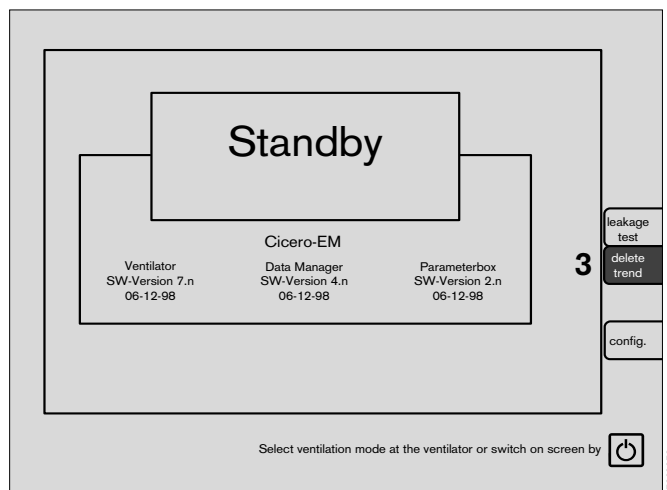 Standby
Cicero-EM
Ventilator
SW-Version 7.n
06-12-98
Data Manager
SW-Version 4.n
06-12-98
Parameterbox
SW-Version 2.n
06-12-98
leakage
test
3
delete
trend
config.
Select ventilation mode at the ventilator or switch on screen by